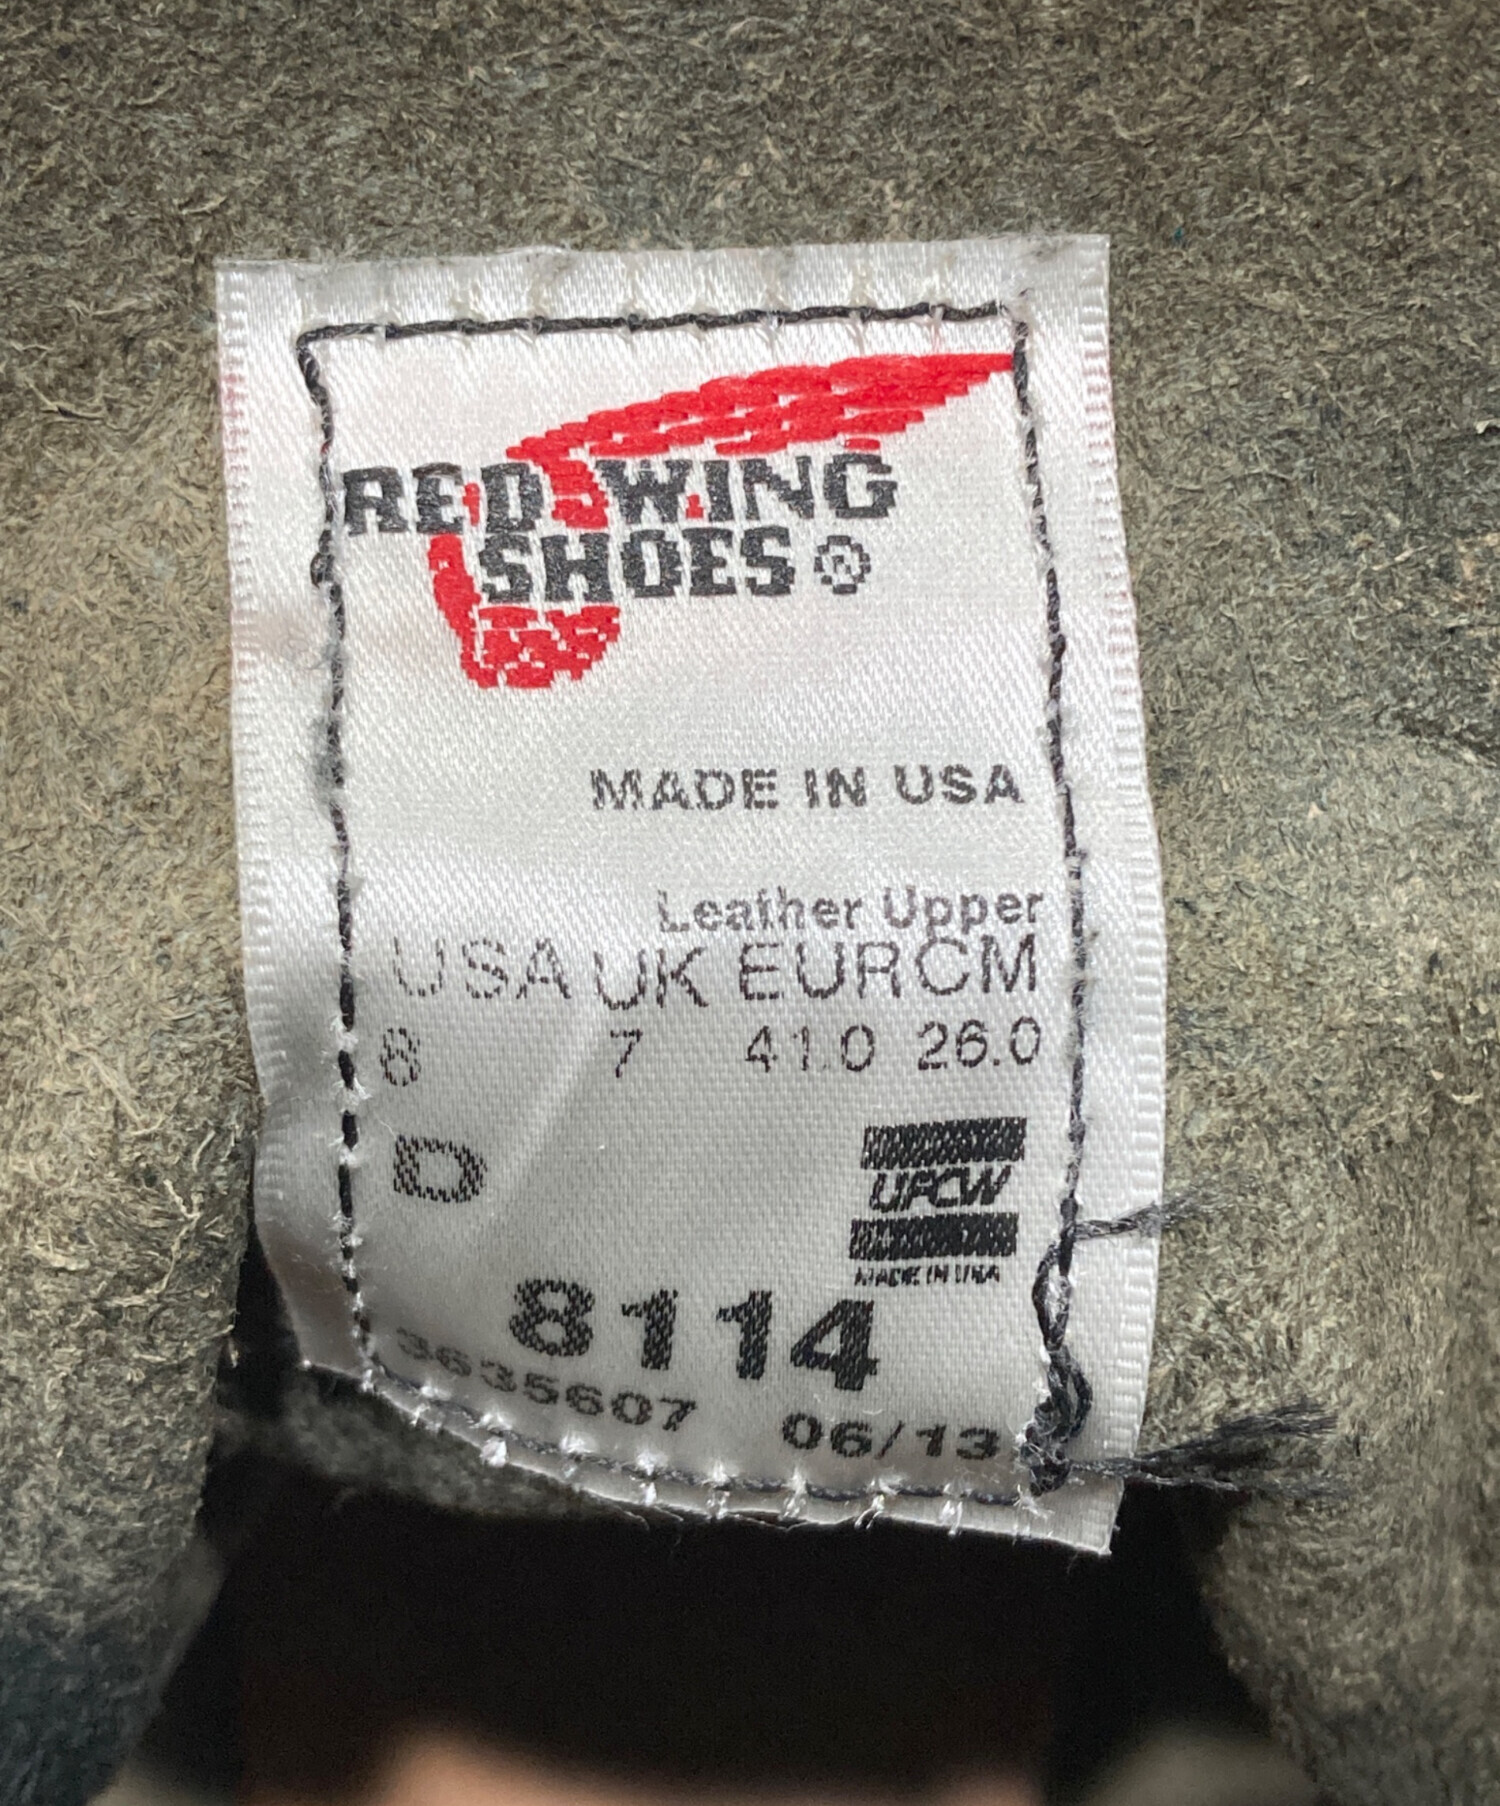 RED WING
SHOES ®
MADE IN USA
Leather Upper
USA UK EUR CM
8 7 41.0 26.0
D
UFCW
MADE IN USA
8114
3635607 06/13